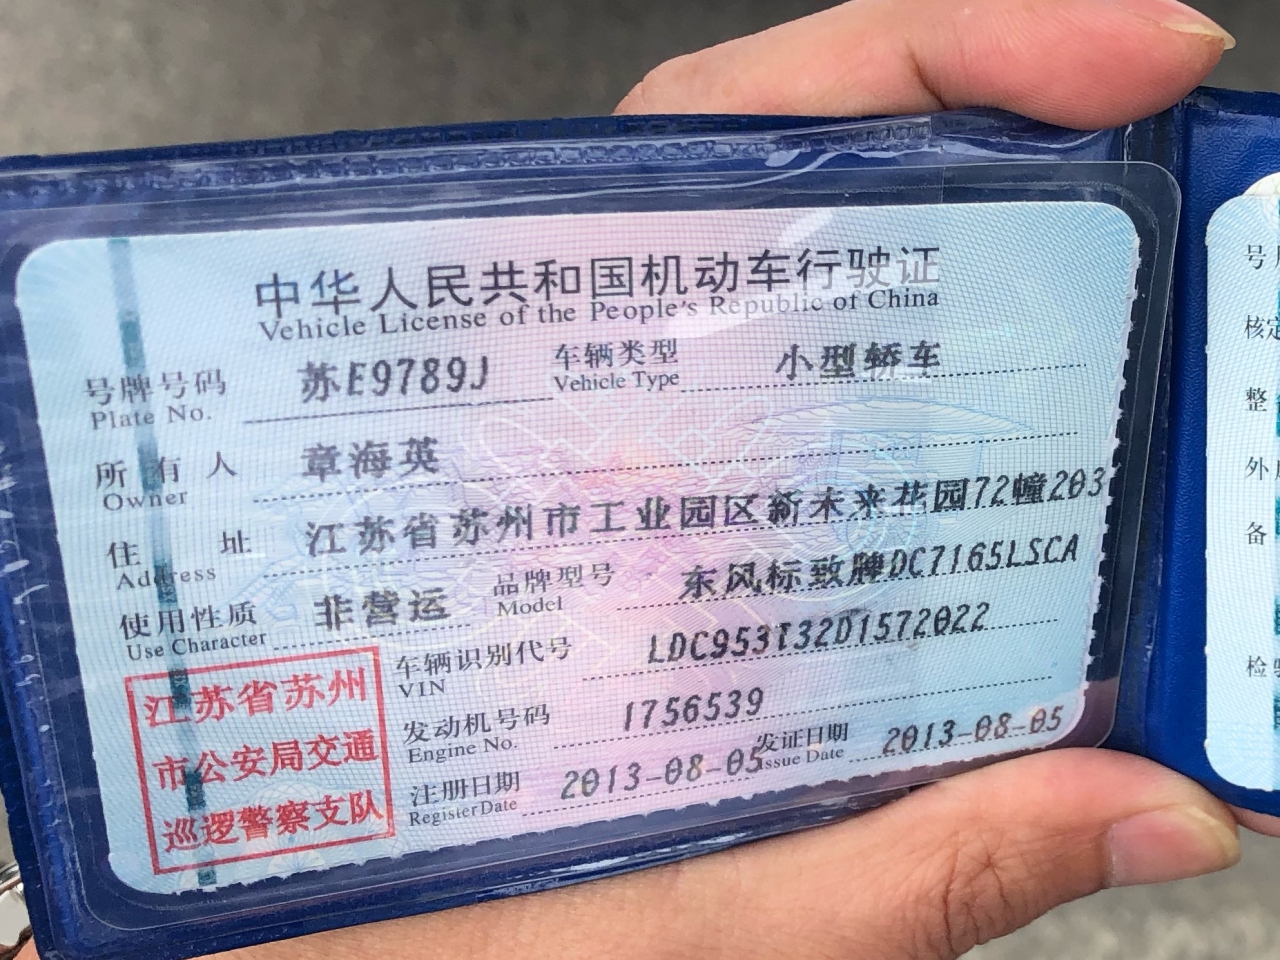 中华人民共和国机动车行驶证
Vehicle License of the People's Republic of China
号牌号码 苏E9789J 车辆类型 小型轿车
Plate No. Vehicle Type
所有人 章海英
Owner
住址 江苏省苏州市工业园区新未来花园72幢203
Address
使用性质 非营运 品牌型号 东风标致牌DC7165LSCA
Use Character Model
车辆识别代号 LDC953T32D1572022
VIN
发动机号码 1756539
Engine No.
注册日期 2013-08-05 发证日期 2013-08-05
Register Date Issue Date
江苏省苏州
市公安局交通
巡逻警察支队
号
核定
整
外
备
检